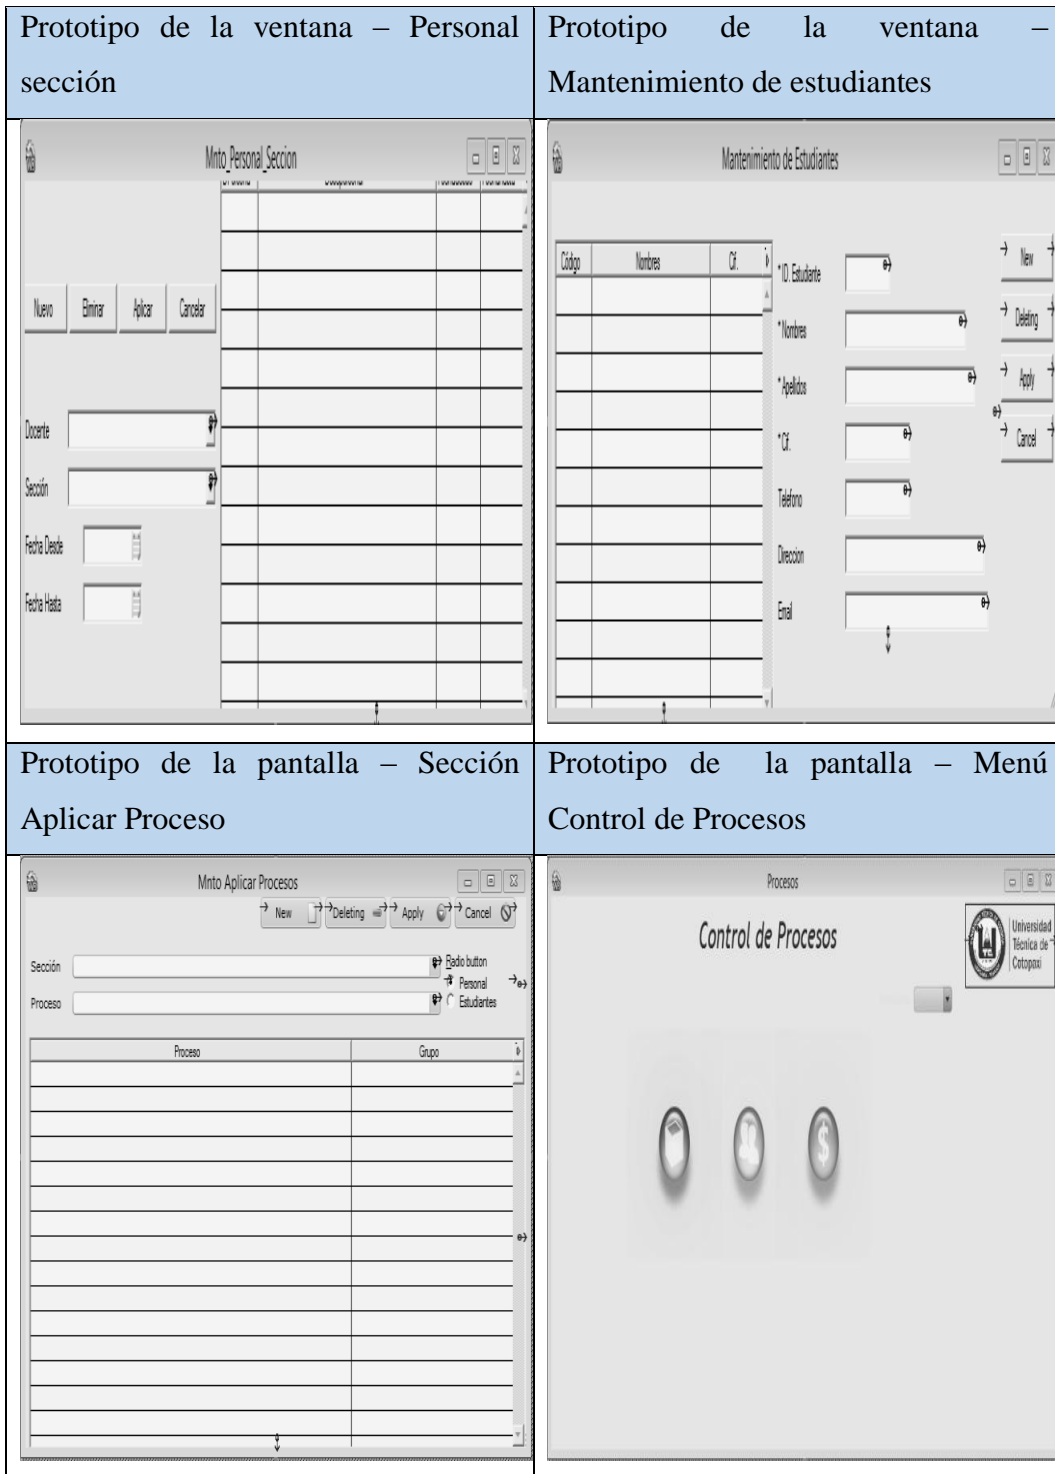 Prototipo de la ventana – Personal
sección
Prototipo de la ventana –
Mantenimiento de estudiantes
Mnto_Personal_Seccion
Nuevo
Eliminar
Aplicar
Cancelar
Docente
Sección
Fecha Desde
Fecha Hasta
Mantenimiento de Estudiantes
Código
Nombres
Cif.
* ID. Estudiante
* Nombres
* Apellidos
* Cif.
Telefono
Direccion
Email
New
Deleting
Apply
Cancel
Prototipo de la pantalla – Sección
Aplicar Proceso
Prototipo de la pantalla – Menú
Control de Procesos
Mnto Aplicar Procesos
New
Deleting
Apply
Cancel
Sección
Proceso
Radio button
Personal
Estudiantes
Proceso
Grupo
Procesos
Control de Procesos
Universidad
Técnica de
Cotopaxi